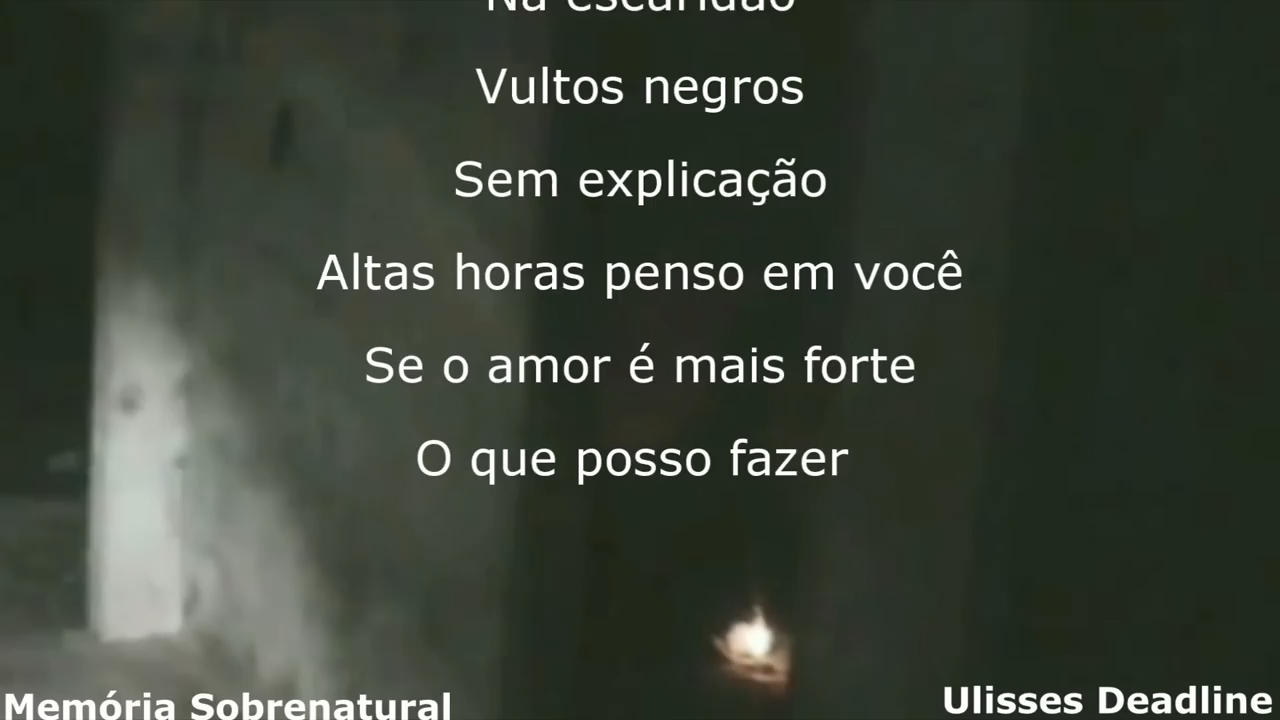 Na escuridão
Vultos negros
Sem explicação
Altas horas penso em você
Se o amor é mais forte
O que posso fazer
Memória Sobrenatural
Ulisses Deadline